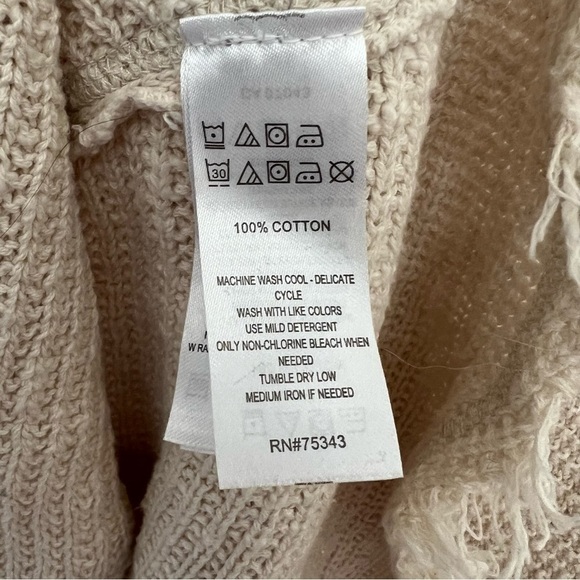 30
100% COTTON
MACHINE WASH COOL - DELICATE
CYCLE
WASH WITH LIKE COLORS
USE MILD DETERGENT
ONLY NON-CHLORINE BLEACH WHEN
NEEDED
TUMBLE DRY LOW
MEDIUM IRON IF NEEDED
RN#75343